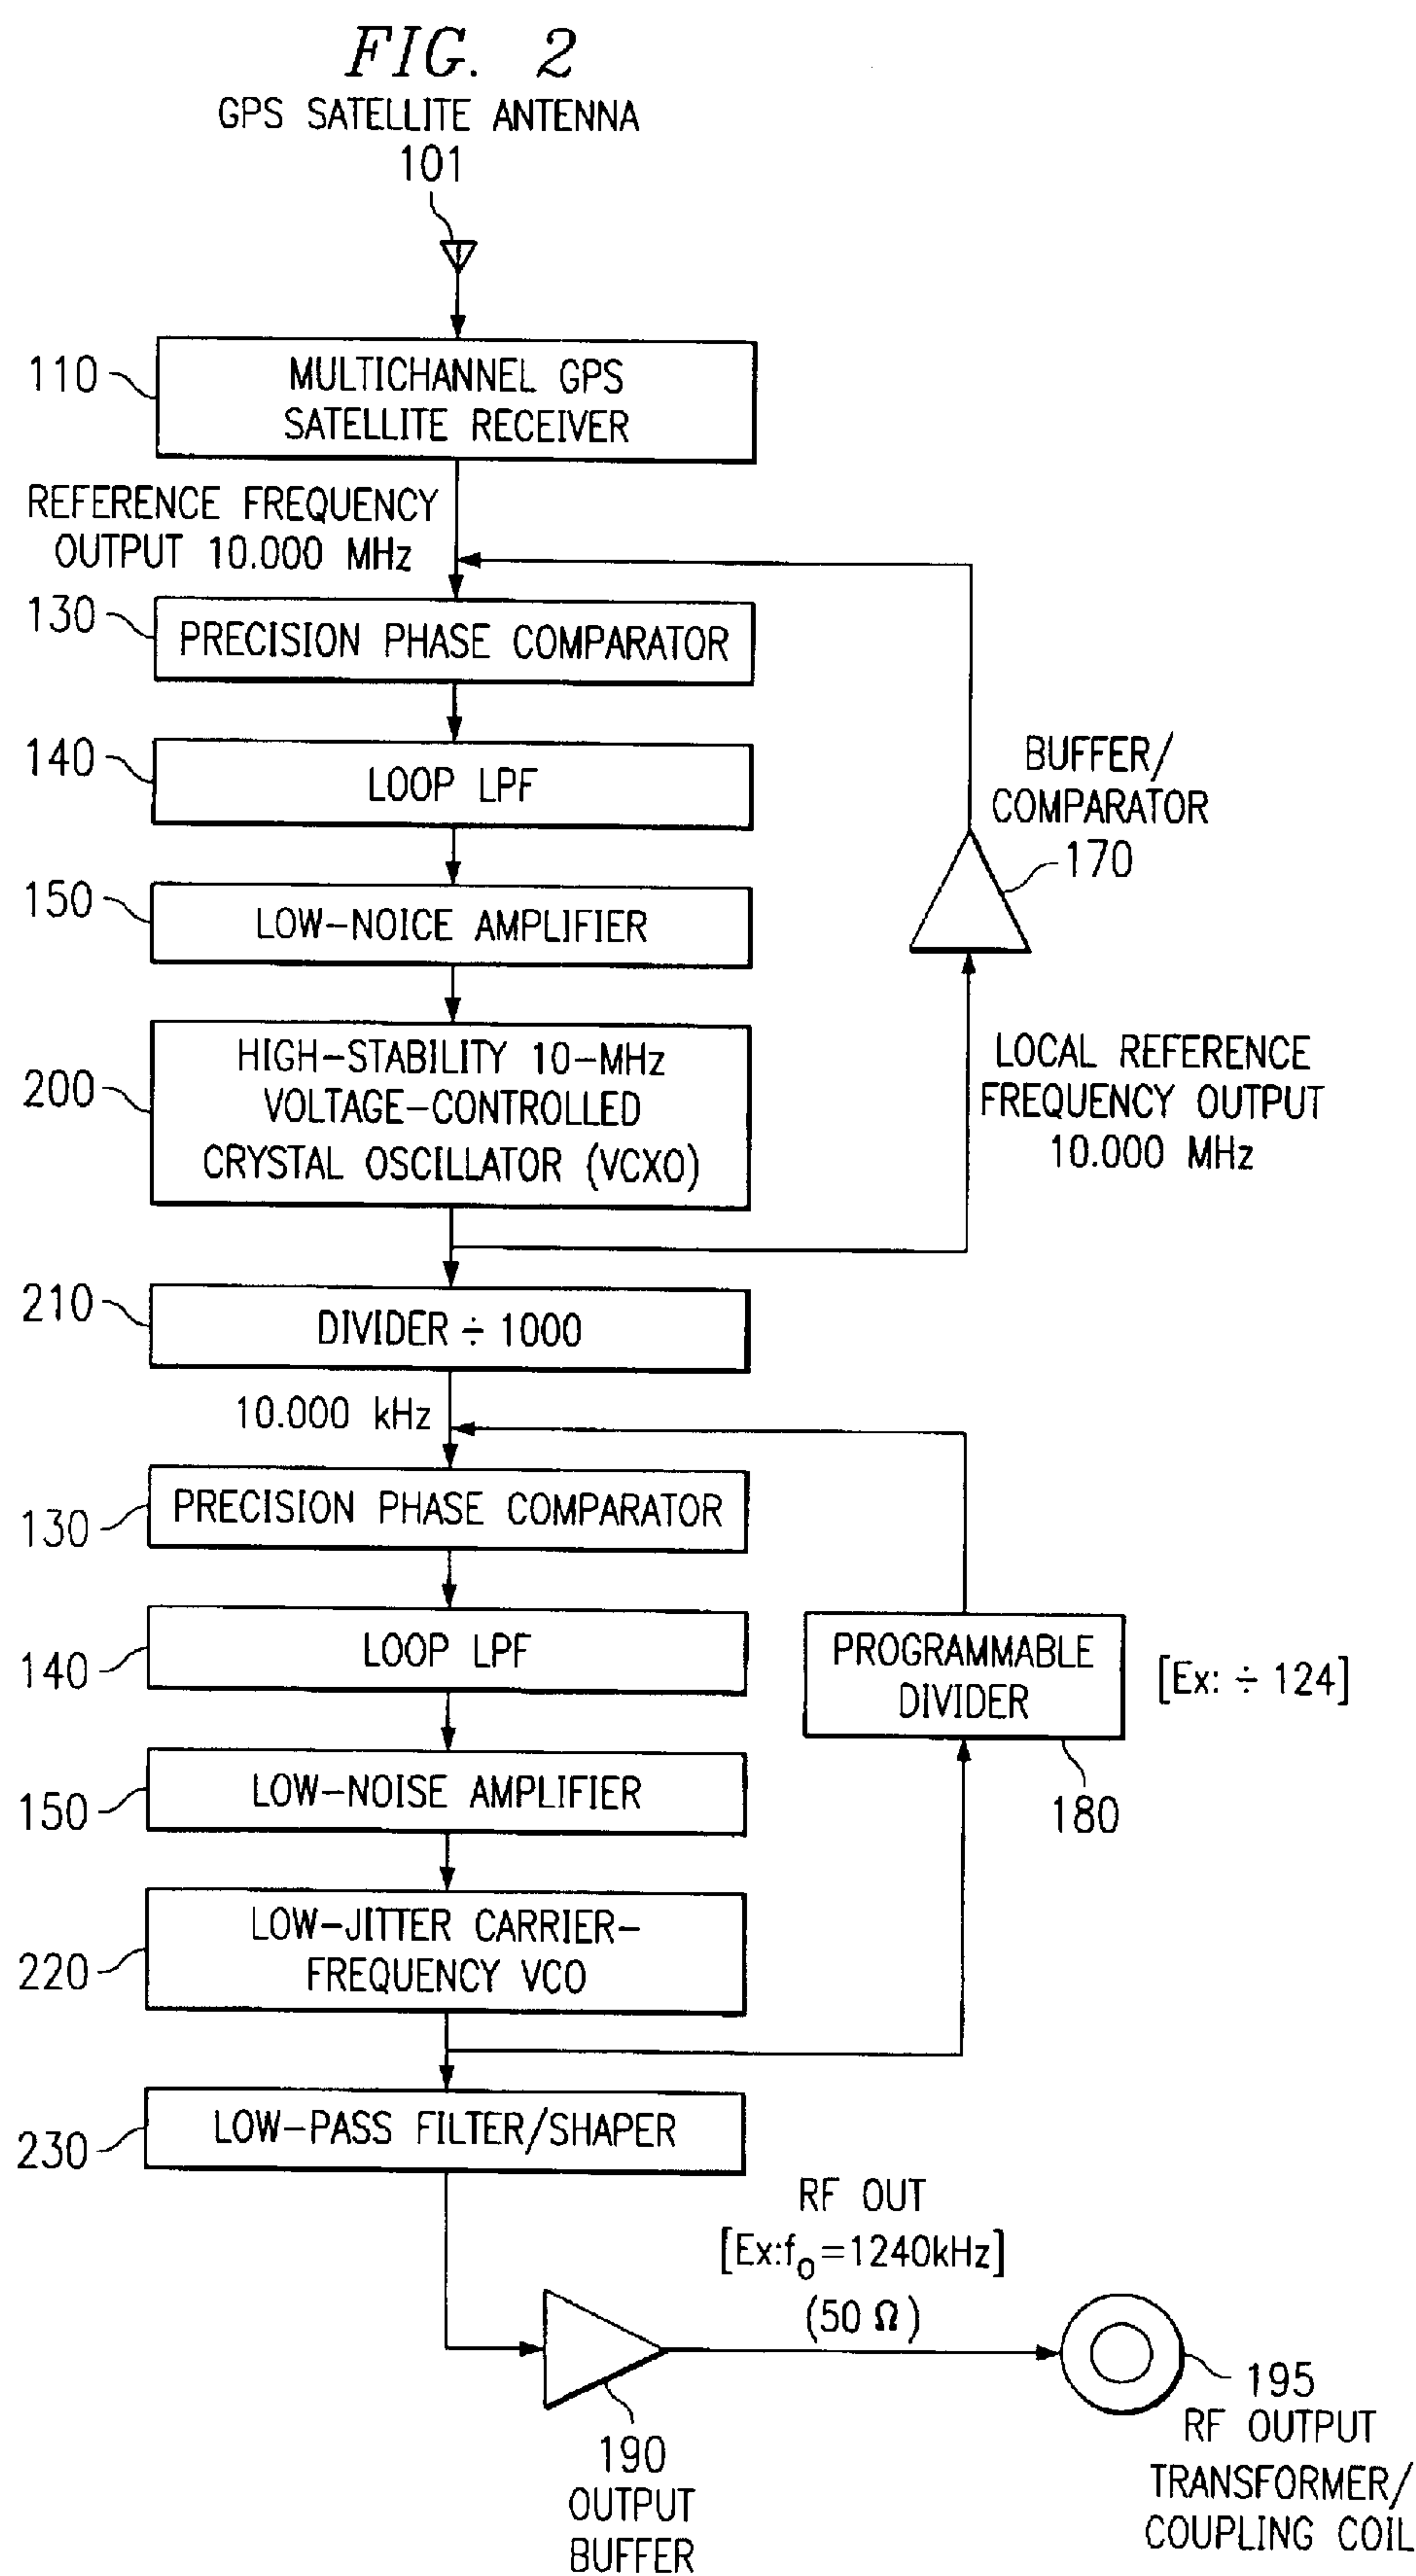 FIG. 2
GPS SATELLITE ANTENNA
101
110
MULTICHANNEL GPS
SATELLITE RECEIVER
REFERENCE FREQUENCY
OUTPUT 10.000 MHz
130
PRECISION PHASE COMPARATOR
140
LOOP LPF
BUFFER/
COMPARATOR
170
150
LOW-NOICE AMPLIFIER
200
HIGH-STABILITY 10-MHz
VOLTAGE-CONTROLLED
CRYSTAL OSCILLATOR (VCXO)
LOCAL REFERENCE
FREQUENCY OUTPUT
10.000 MHz
210
DIVIDER ÷ 1000
10.000 kHz
130
PRECISION PHASE COMPARATOR
140
LOOP LPF
PROGRAMMABLE
DIVIDER
[Ex: ÷ 124]
180
150
LOW-NOISE AMPLIFIER
220
LOW-JITTER CARRIER-
FREQUENCY VCO
230
LOW-PASS FILTER/SHAPER
RF OUT
[Ex:fo=1240kHz]
(50 Ω)
190
OUTPUT
BUFFER
195
RF OUTPUT
TRANSFORMER/
COUPLING COIL